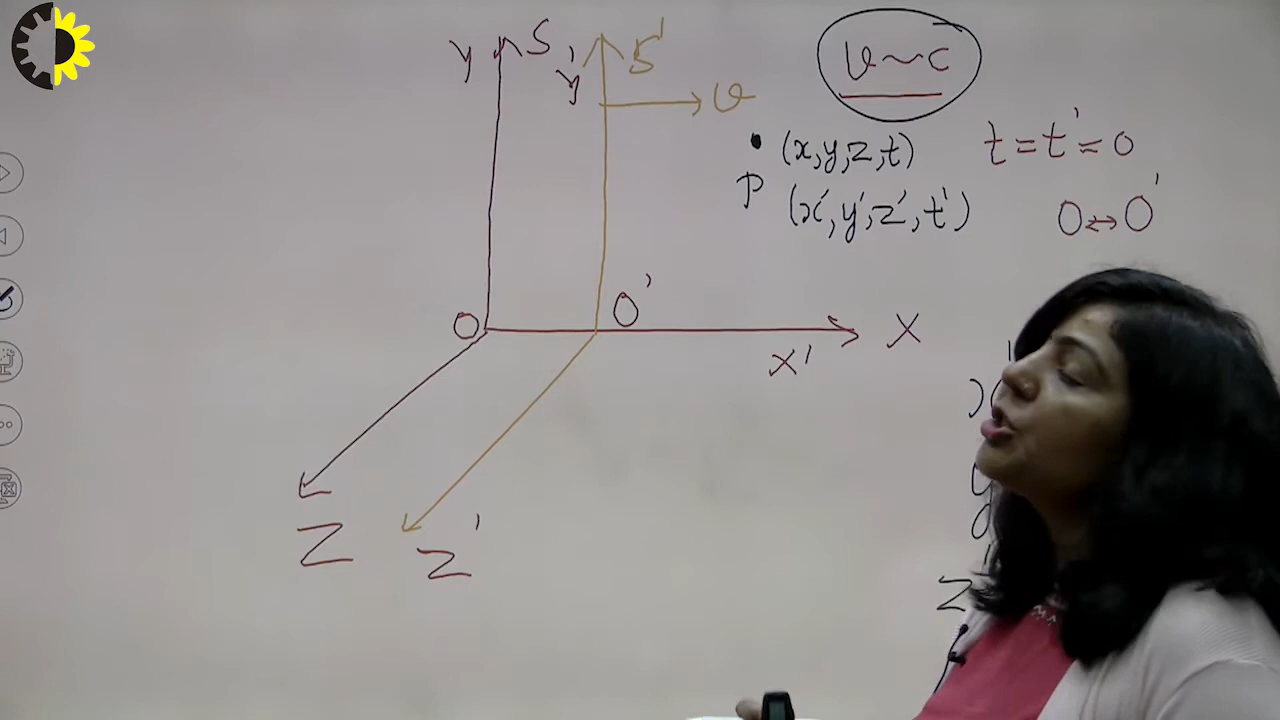 y S y' S'
v
v ~ c
(x, y, z, t)
P
(x', y', z', t')
t = t' = 0
O ↔ O'
O O'
X
X'
Z Z'
z